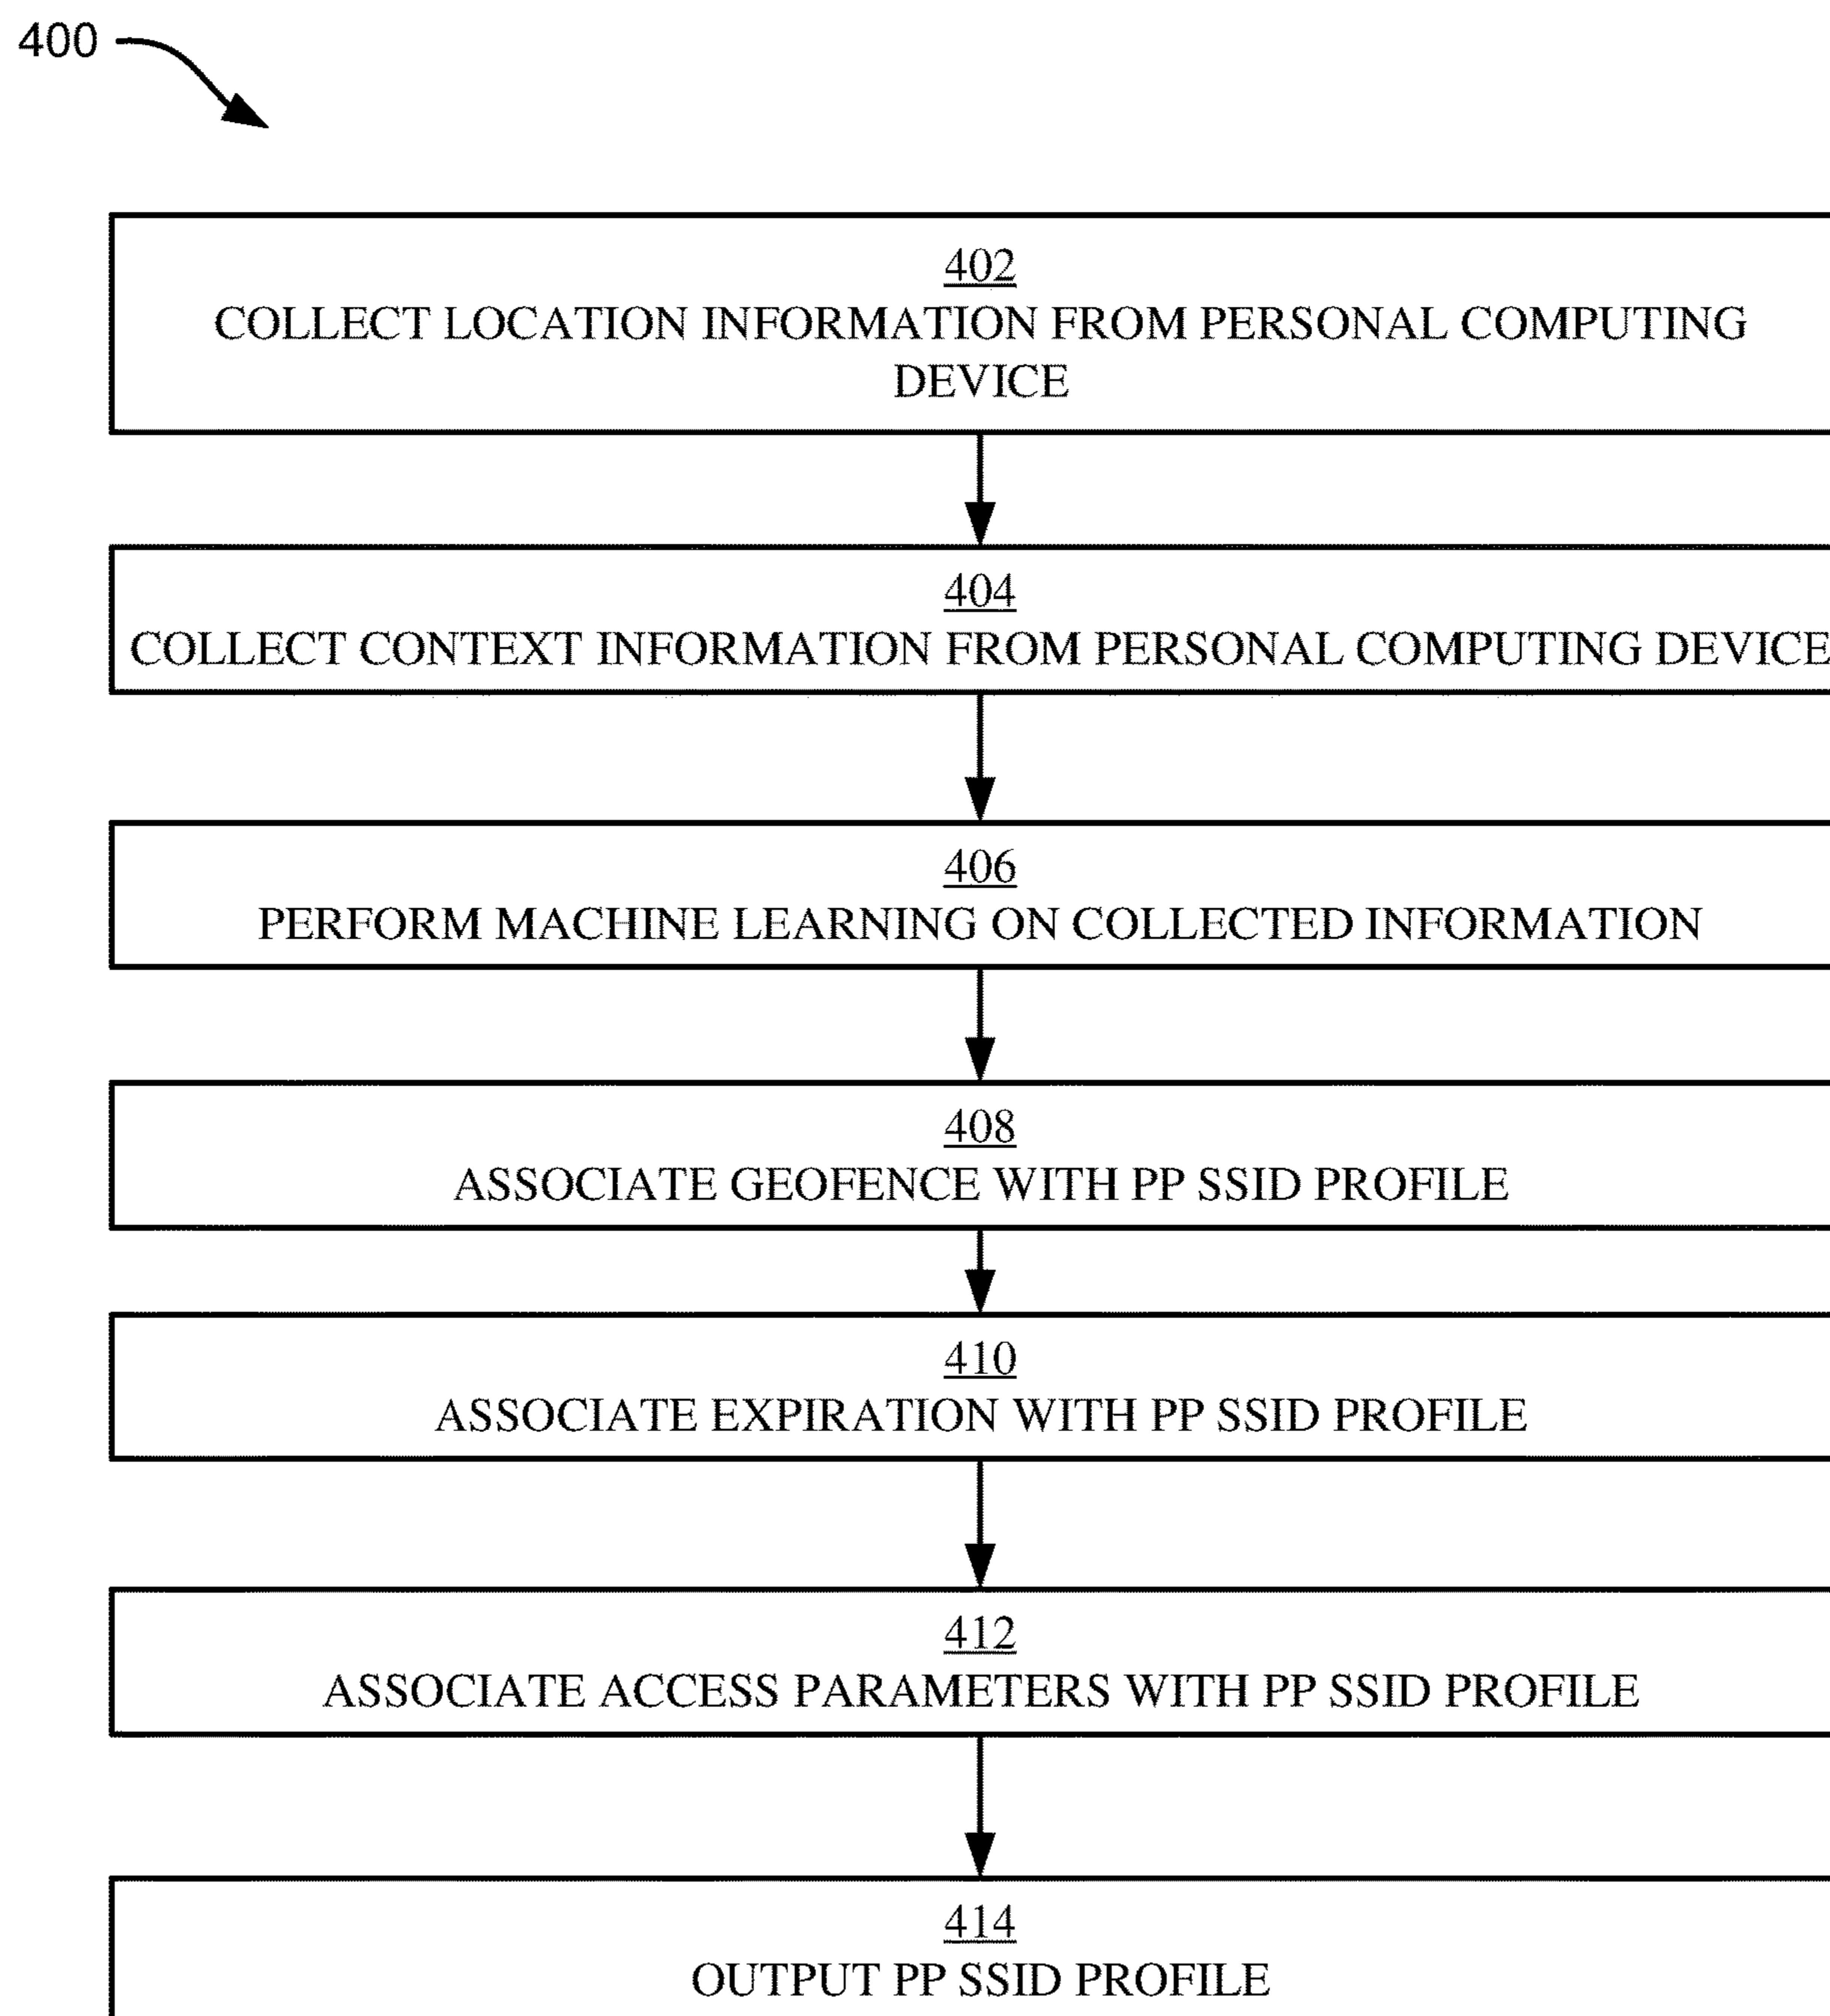 400
402
COLLECT LOCATION INFORMATION FROM PERSONAL COMPUTING
DEVICE
404
COLLECT CONTEXT INFORMATION FROM PERSONAL COMPUTING DEVICE
406
PERFORM MACHINE LEARNING ON COLLECTED INFORMATION
408
ASSOCIATE GEOFENCE WITH PP SSID PROFILE
410
ASSOCIATE EXPIRATION WITH PP SSID PROFILE
412
ASSOCIATE ACCESS PARAMETERS WITH PP SSID PROFILE
414
OUTPUT PP SSID PROFILE